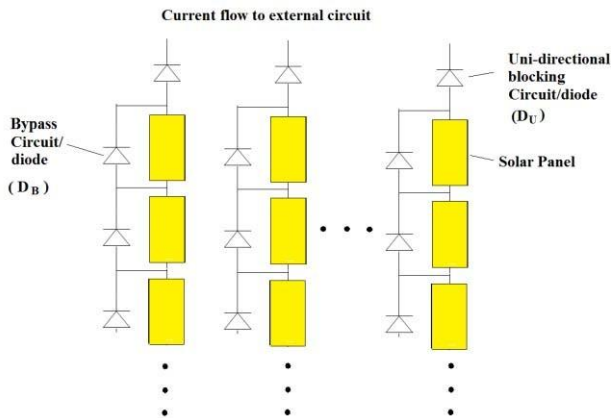 Current flow to external circuit
Uni-directional
blocking
Circuit/diode
(DU)
Bypass
Circuit/
diode
(DB)
Solar Panel